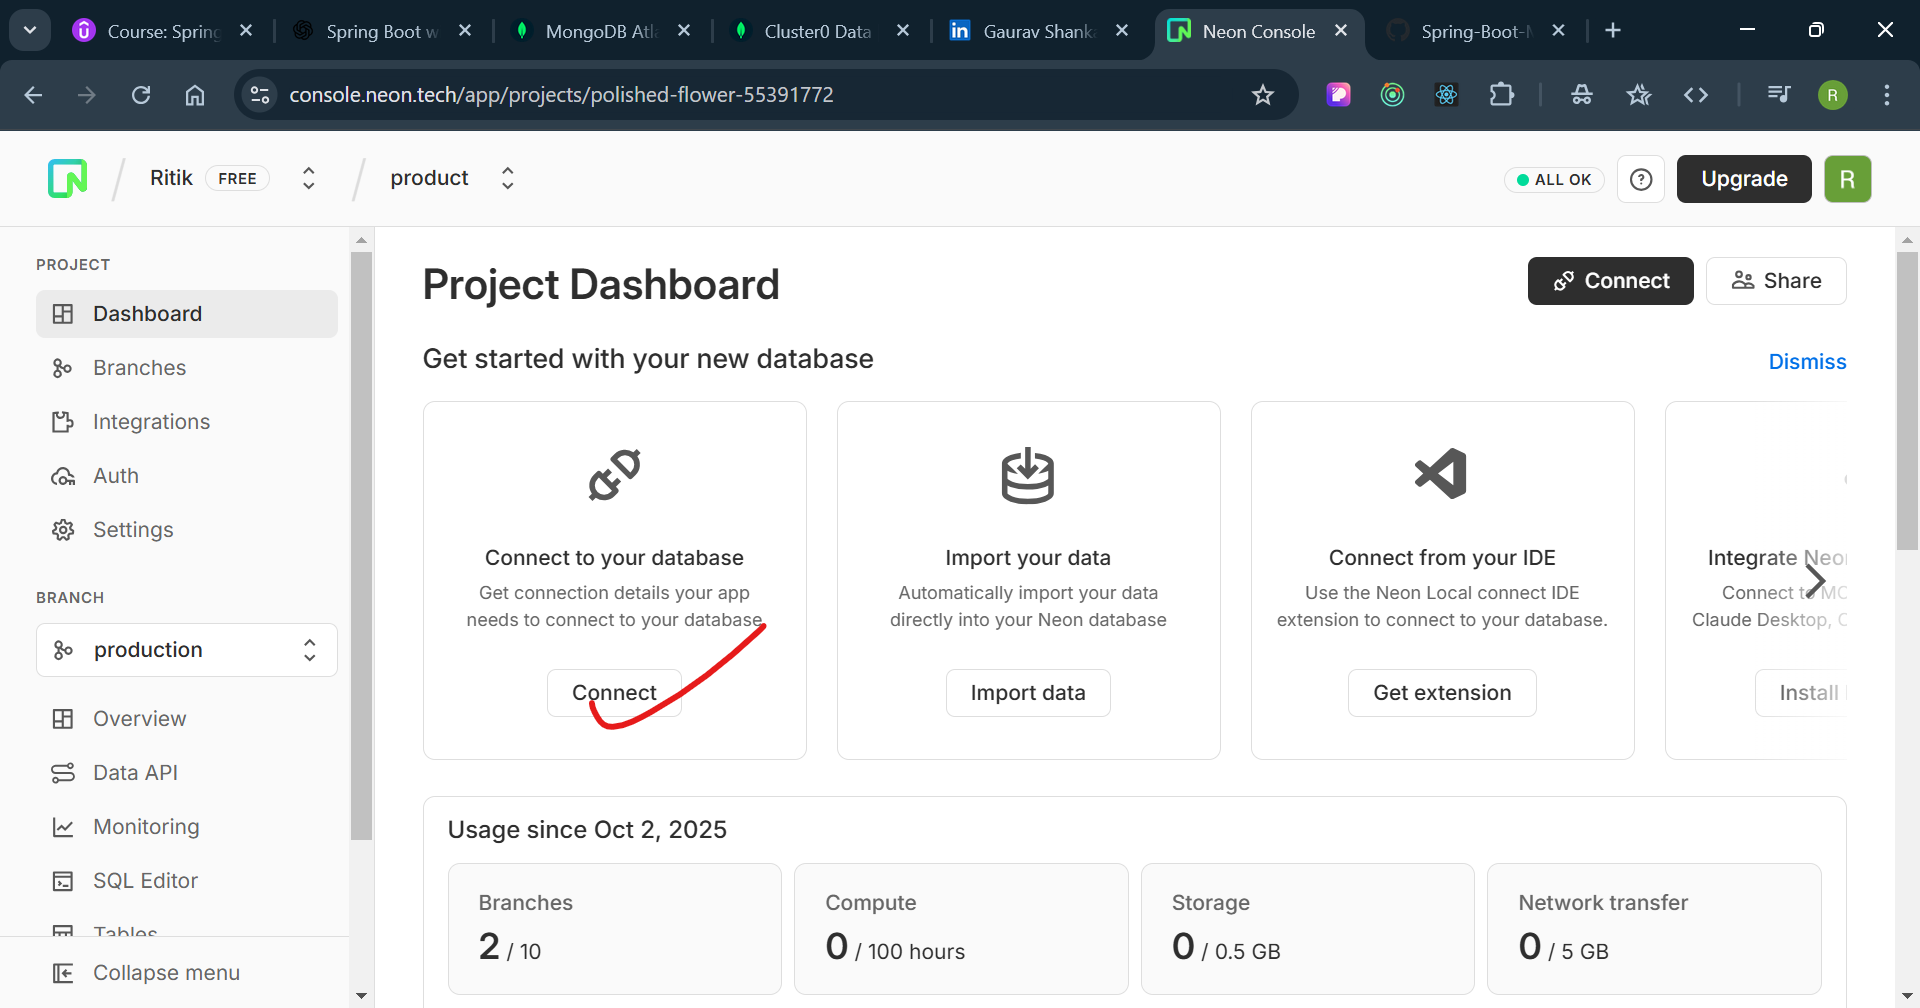 Course: Spring
Spring Boot w
MongoDB Atla
Cluster0 Data
in
Gaurav Shanka
Neon Console
Spring-Boot-M
console.neon.tech/app/projects/polished-flower-55391772
R
Ritik
FREE
product
ALL OK
Upgrade
R
PROJECT
Dashboard
Branches
Integrations
Auth
Settings
BRANCH
production
Overview
Data API
Monitoring
SQL Editor
Tables
Collapse menu
Project Dashboard
Connect
Share
Get started with your new database
Dismiss
Connect to your database
Get connection details your app
needs to connect to your database.
Connect
Import your data
Automatically import your data
directly into your Neon database
Import data
Connect from your IDE
Use the Neon Local connect IDE
extension to connect to your database.
Get extension
Integrate Neon
Connect to MC
Claude Desktop, C
Install
Usage since Oct 2, 2025
Branches
2 / 10
Compute
0 / 100 hours
Storage
0 / 0.5 GB
Network transfer
0 / 5 GB